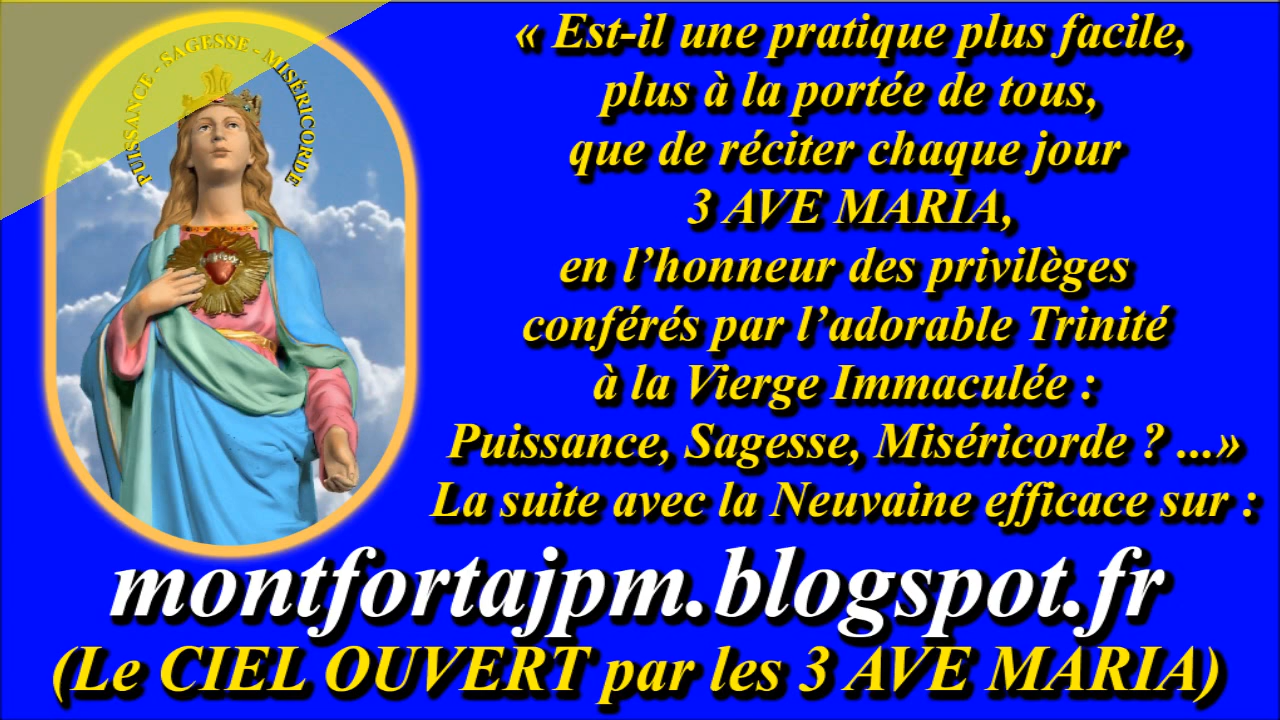 PUISSANCE - SAGESSE - MISÉRICORDE
« Est-il une pratique plus facile,
plus à la portée de tous,
que de réciter chaque jour
3 AVE MARIA,
en l’honneur des privilèges
conférés par l’adorable Trinité
à la Vierge Immaculée :
Puissance, Sagesse, Miséricorde ? ...»
La suite avec la Neuvaine efficace sur :
montfortajpm.blogspot.fr
(Le CIEL OUVERT par les 3 AVE MARIA)